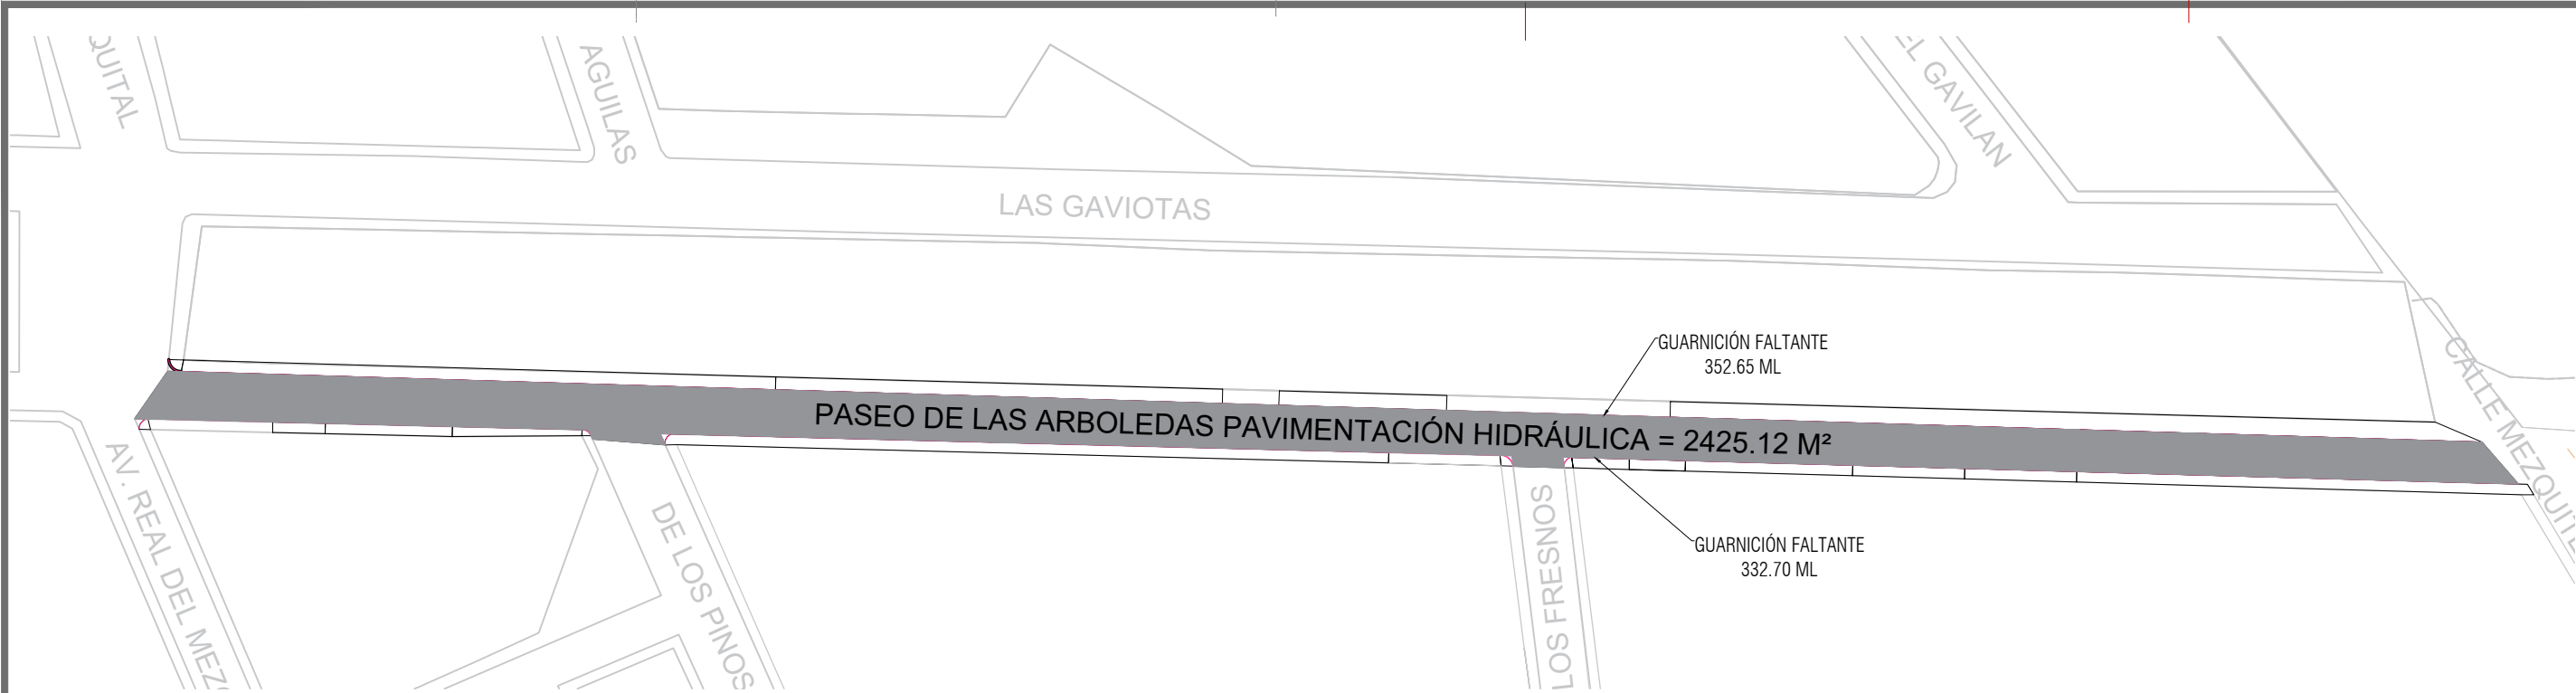 QUITAL
AGUILAS
EL GAVILAN
LAS GAVIOTAS
GUARNICIÓN FALTANTE
352.65 ML
CALLE MEZQUITE
PASEO DE LAS ARBOLEDAS PAVIMENTACIÓN HIDRÁULICA = 2425.12 M²
AV. REAL DEL MEZQ
DE LOS PINOS
LOS FRESNOS
GUARNICIÓN FALTANTE
332.70 ML